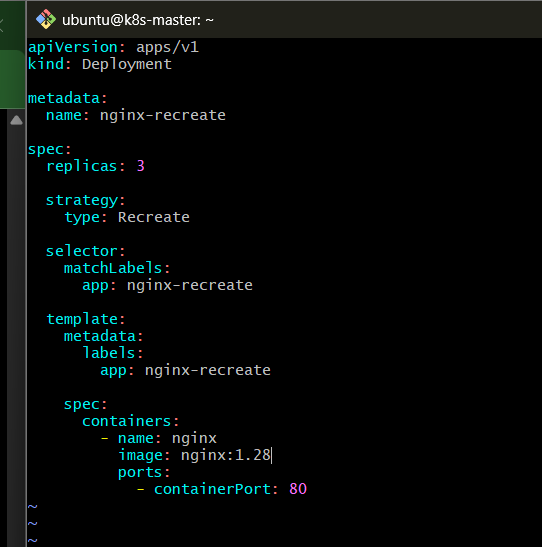 ubuntu@k8s-master: ~
apiVersion: apps/v1
kind: Deployment
metadata:
  name: nginx-recreate
spec:
  replicas: 3
  strategy:
    type: Recreate
  selector:
    matchLabels:
      app: nginx-recreate
  template:
    metadata:
      labels:
        app: nginx-recreate
    spec:
      containers:
        - name: nginx
          image: nginx:1.28
          ports:
            - containerPort: 80
~
~
~